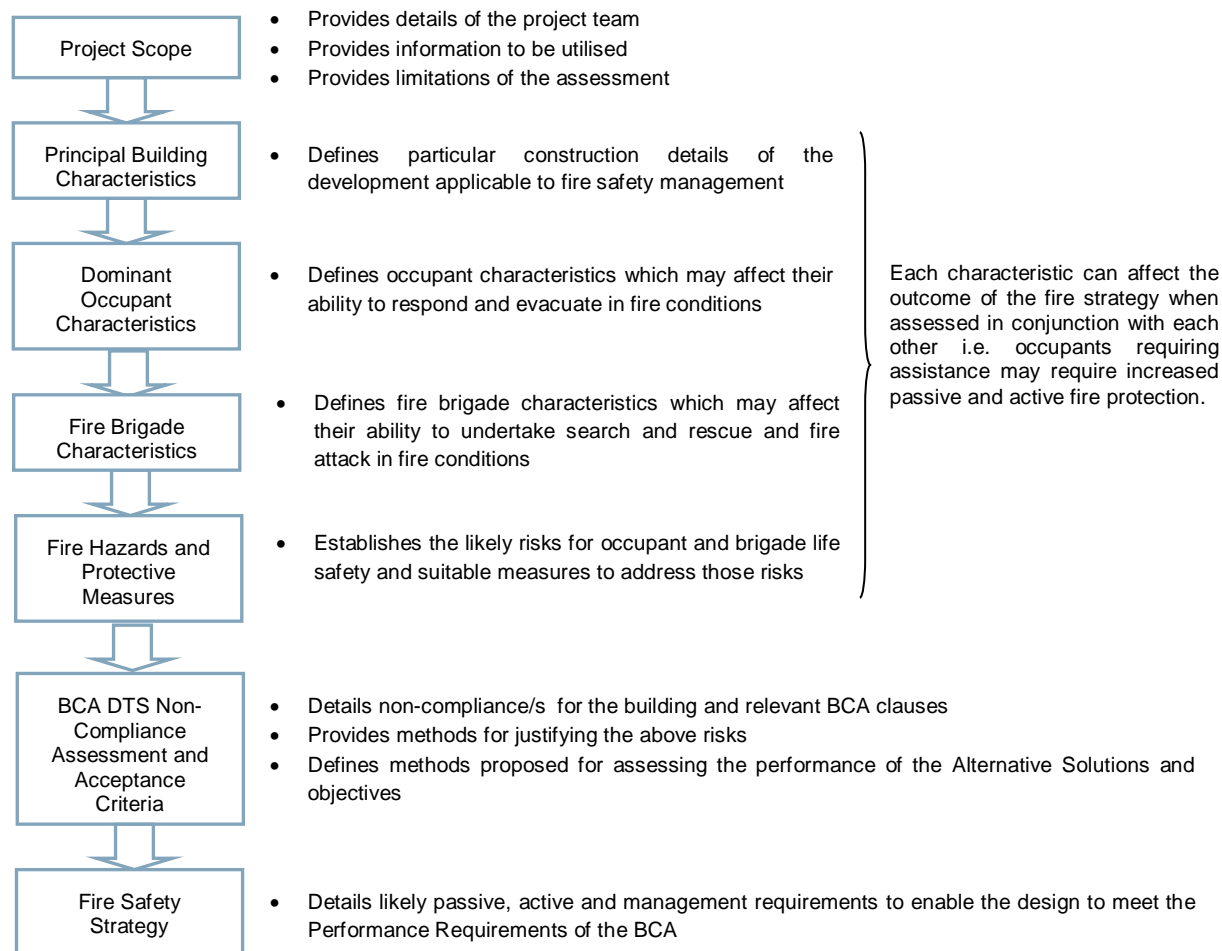 Project Scope
• Provides details of the project team
• Provides information to be utilised
• Provides limitations of the assessment
Principal Building
Characteristics
• Defines particular construction details of the
development applicable to fire safety management
Dominant
Occupant
Characteristics
• Defines occupant characteristics which may affect their
ability to respond and evacuate in fire conditions
Fire Brigade
Characteristics
• Defines fire brigade characteristics which may affect
their ability to undertake search and rescue and fire
attack in fire conditions
Fire Hazards and
Protective
Measures
• Establishes the likely risks for occupant and brigade life
safety and suitable measures to address those risks
Each characteristic can affect the
outcome of the fire strategy when
assessed in conjunction with each
other i.e. occupants requiring
assistance may require increased
passive and active fire protection.
BCA DTS Non-
Compliance
Assessment and
Acceptance
Criteria
• Details non-compliance/s for the building and relevant BCA clauses
• Provides methods for justifying the above risks
• Defines methods proposed for assessing the performance of the Alternative Solutions and
objectives
Fire Safety
Strategy
• Details likely passive, active and management requirements to enable the design to meet the
Performance Requirements of the BCA